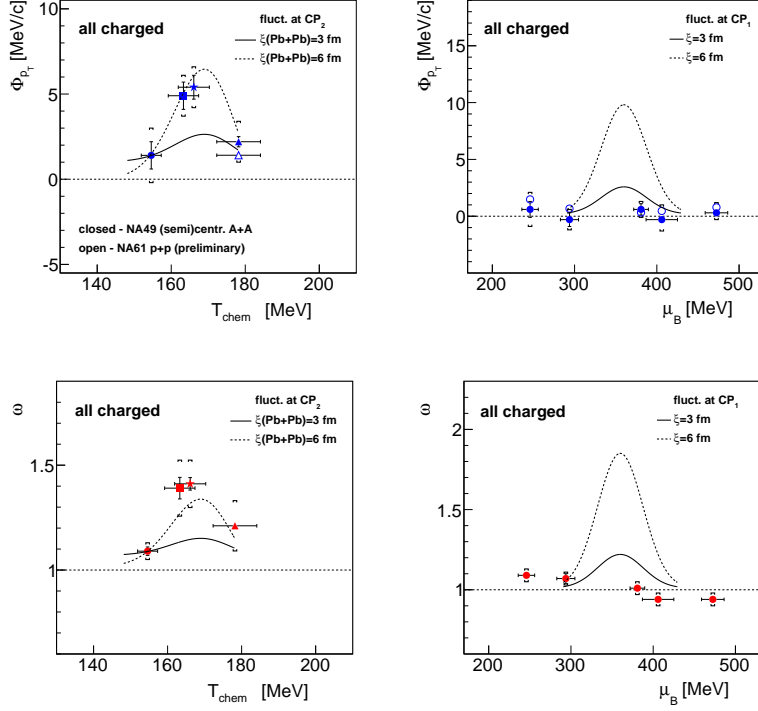 Φ_pT [MeV/c]
10
5
0
-5
all charged
fluct. at CP2
ξ(Pb+Pb)=3 fm
ξ(Pb+Pb)=6 fm
closed - NA49 (semi)centr. A+A
open - NA61 p+p (preliminary)
140 160 180 200
T_chem [MeV]
Φ_pT [MeV/c]
15
10
5
0
all charged
fluct. at CP1
ξ=3 fm
ξ=6 fm
200 300 400 500
μB [MeV]
ω
1.5
1
all charged
fluct. at CP2
ξ(Pb+Pb)=3 fm
ξ(Pb+Pb)=6 fm
140 160 180 200
T_chem [MeV]
ω
2
1.5
1
all charged
fluct. at CP1
ξ=3 fm
ξ=6 fm
200 300 400 500
μB [MeV]